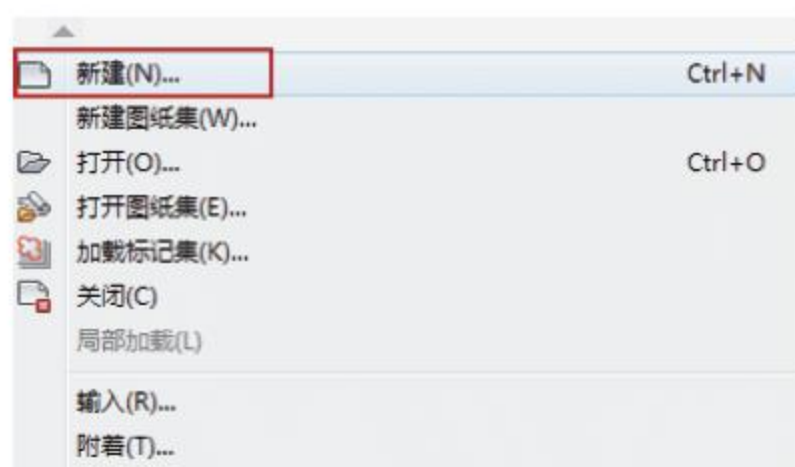 新建(N)... Ctrl+N
新建图纸集(W)...
打开(O)... Ctrl+O
打开图纸集(E)...
加载标记集(K)...
关闭(C)
局部加载(L)
输入(R)...
附着(T)...